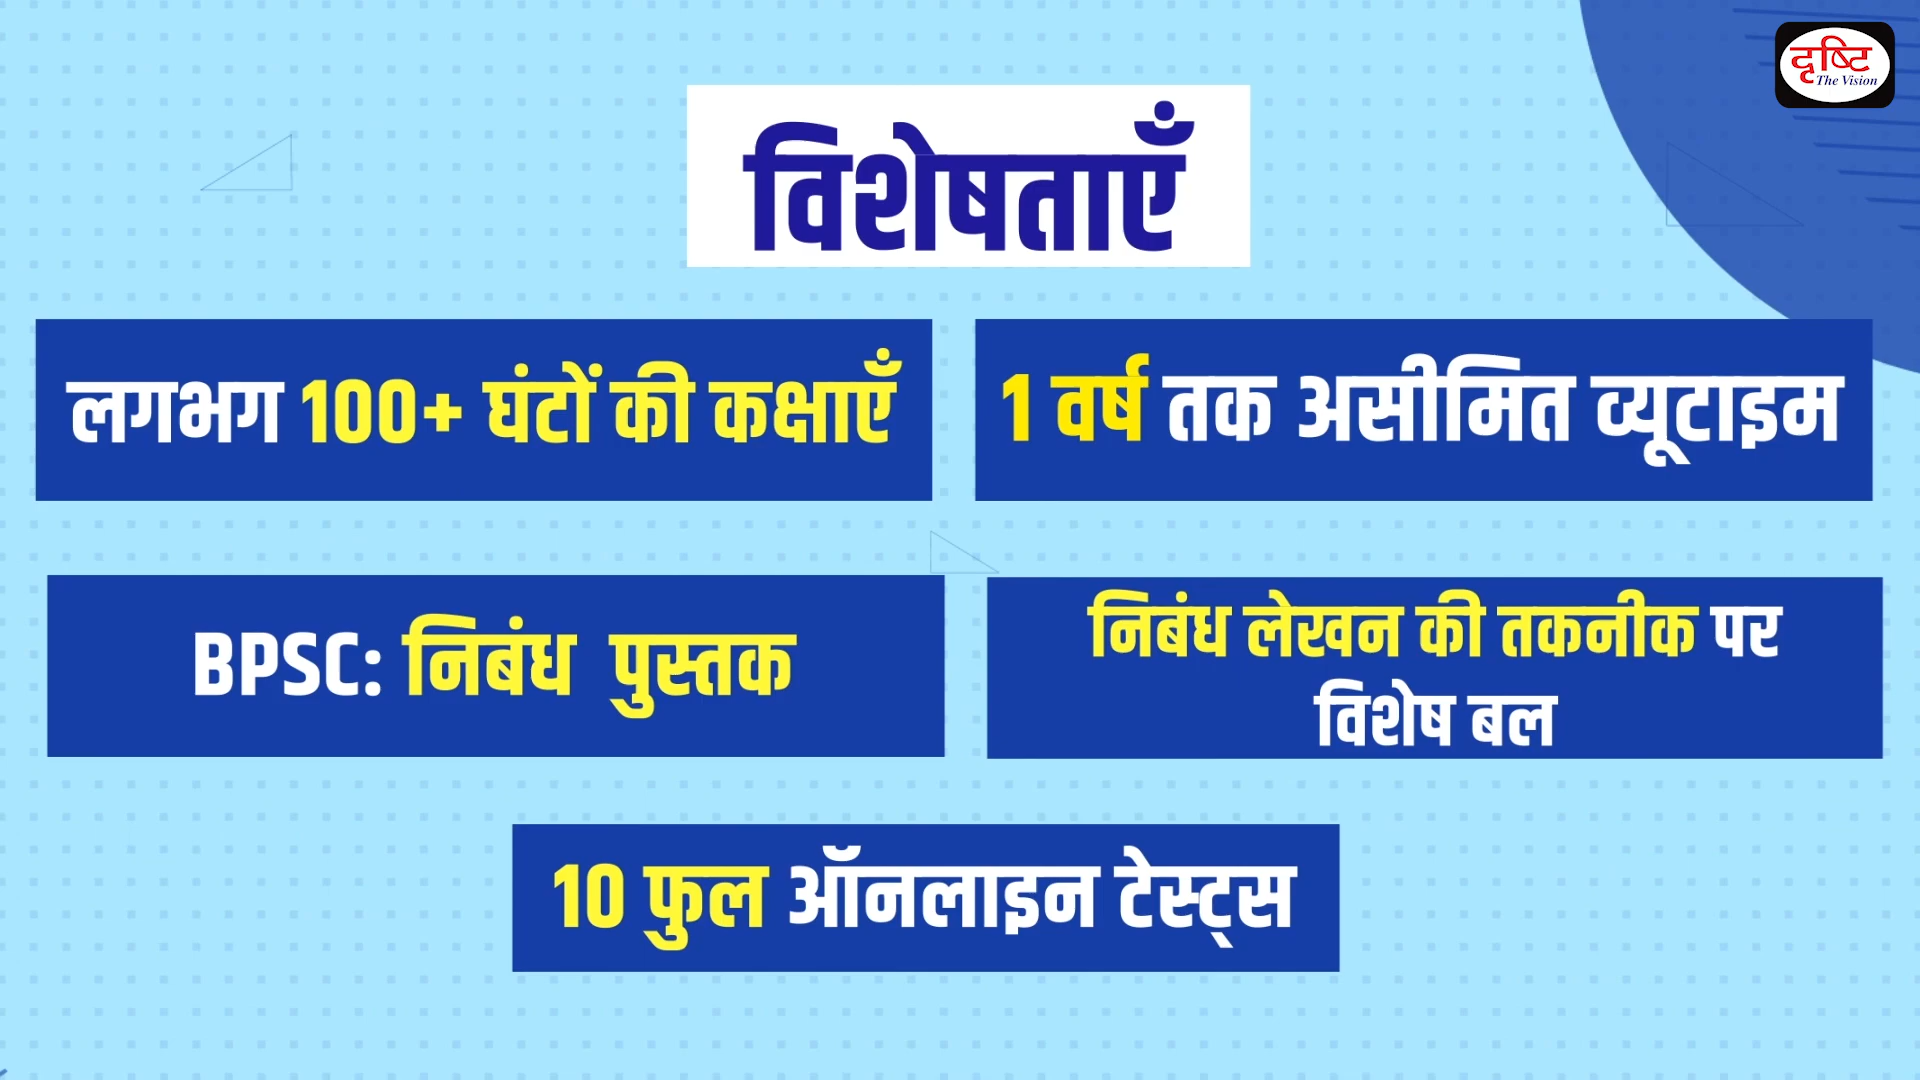 दृष्टि
The Vision
विशेषताएँ
लगभग 100+ घंटों की कक्षाएँ
1 वर्ष तक असीमित व्यूटाइम
BPSC: निबंध पुस्तक
निबंध लेखन की तकनीक पर
विशेष बल
10 फुल ऑनलाइन टेस्ट्स